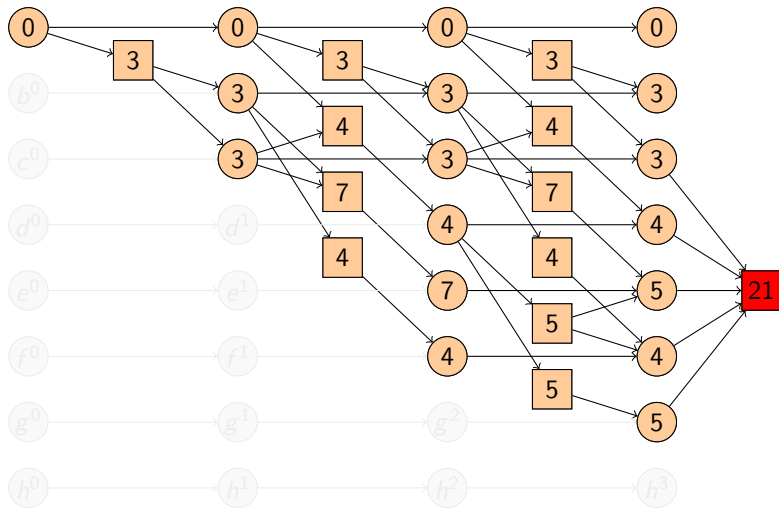 0 0 0 0
3 3 3
b⁰ 3 3 3
4 4
c⁰ 3 3 3
7 7
d⁰ d¹ 4 4
4 4
e⁰ e¹ 7 5 21
5
f⁰ f¹ 4 4
5
g⁰ g¹ g² 5
h⁰ h¹ h² h³